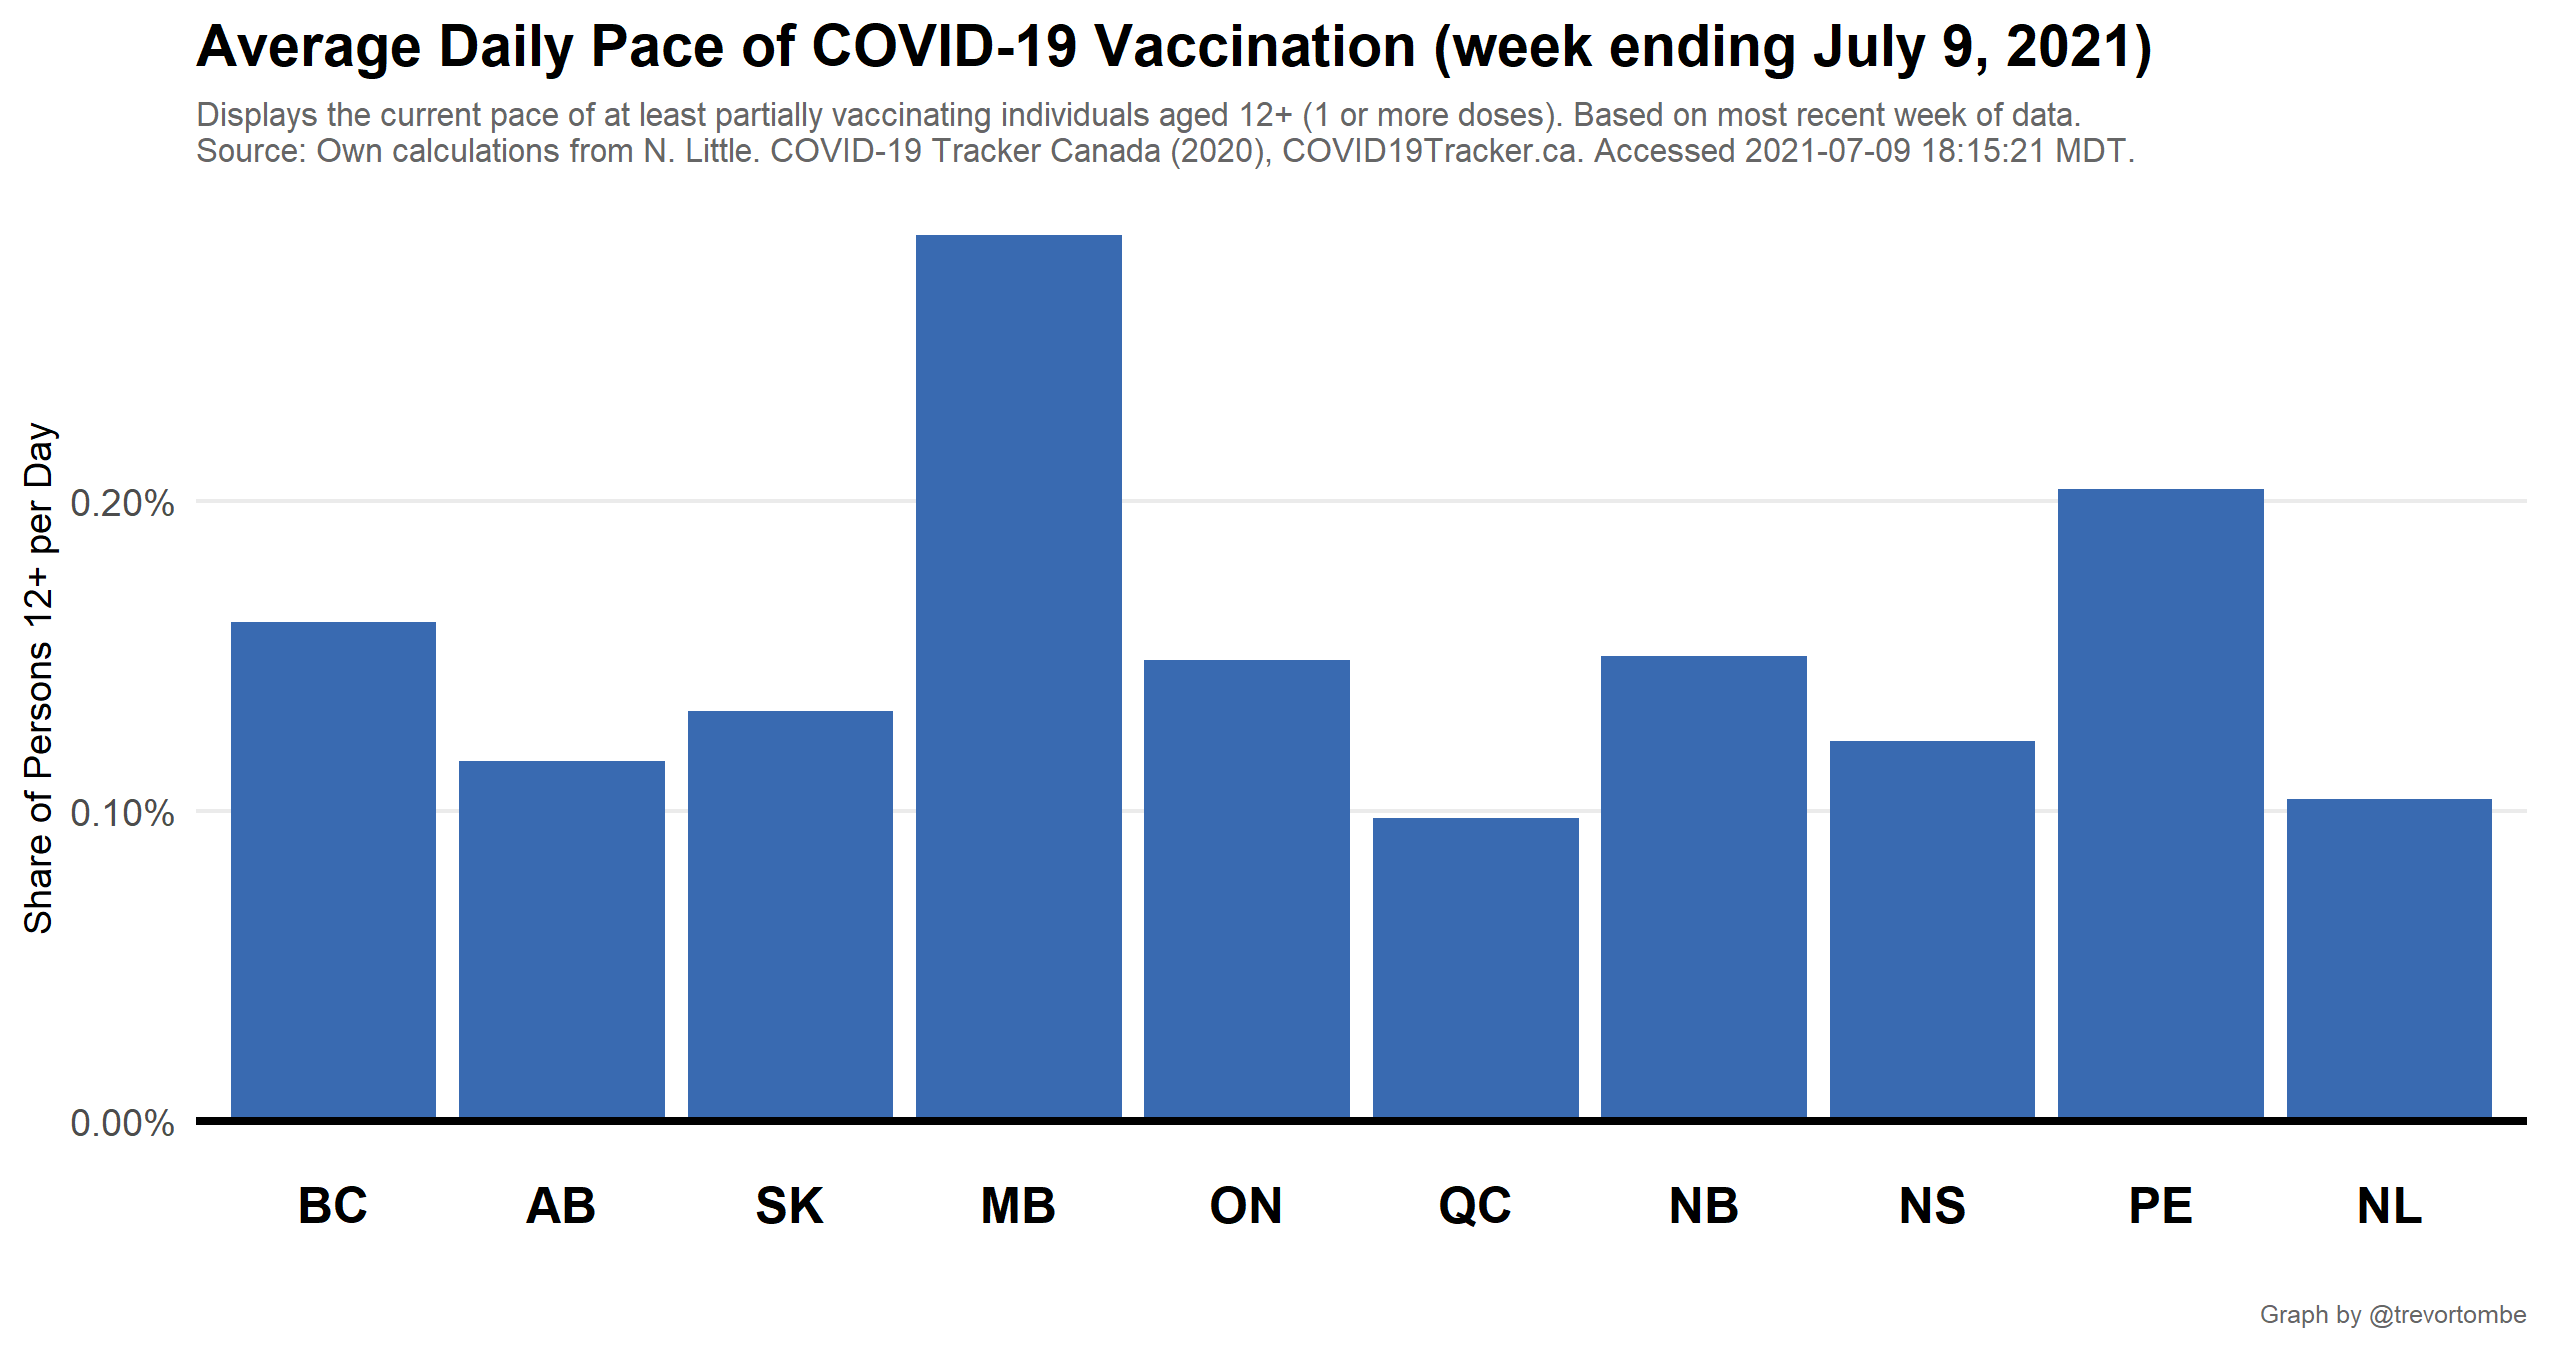 Average Daily Pace of COVID-19 Vaccination (week ending July 9, 2021)
Displays the current pace of at least partially vaccinating individuals aged 12+ (1 or more doses). Based on most recent week of data.
Source: Own calculations from N. Little. COVID-19 Tracker Canada (2020), COVID19Tracker.ca. Accessed 2021-07-09 18:15:21 MDT.
Share of Persons 12+ per Day
0.20%
0.10%
0.00%
BC AB SK MB ON QC NB NS PE NL
Graph by @trevortombe